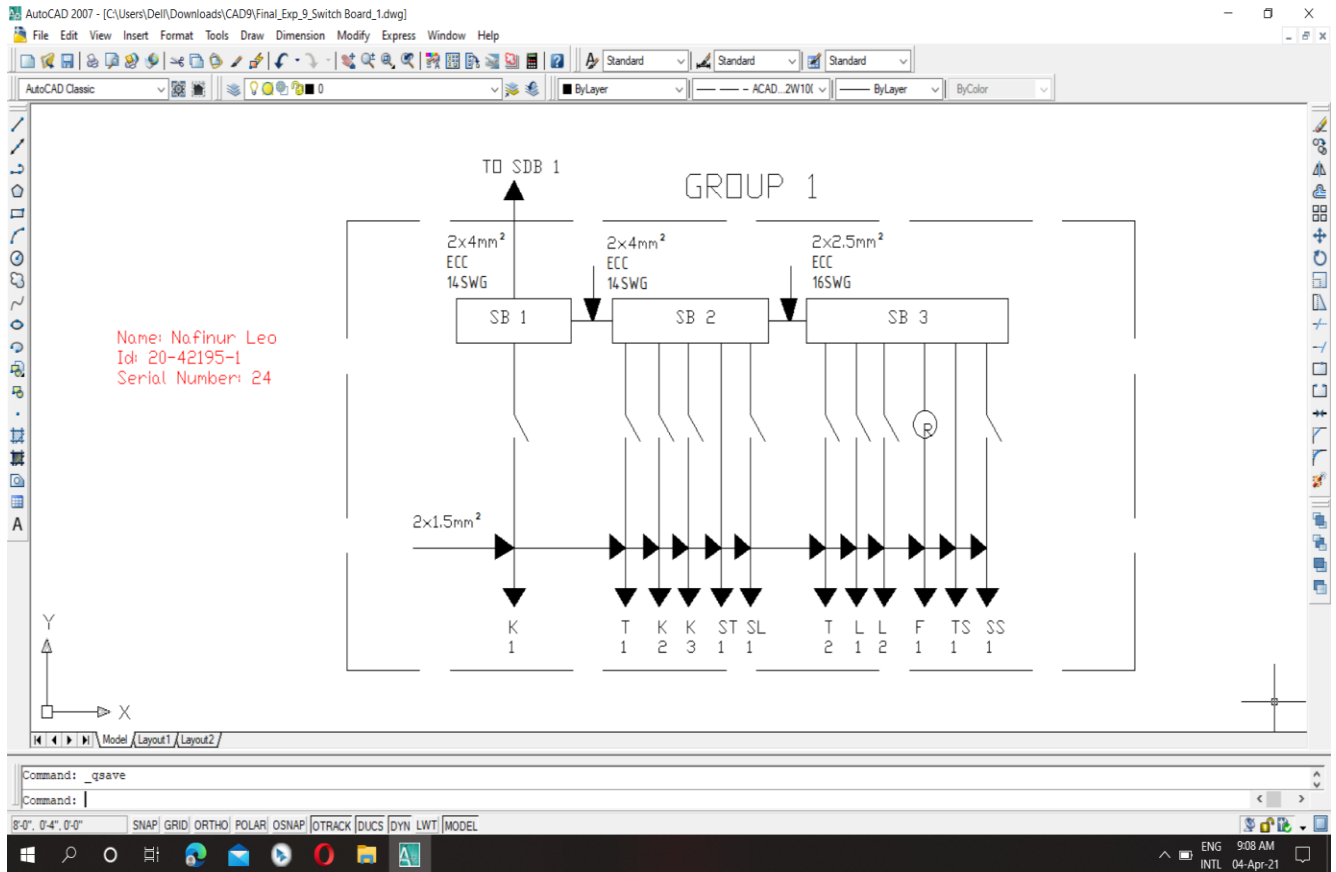 AutoCAD 2007 - [C:\Users\Dell\Downloads\CAD9\Final_Exp_9_Switch Board_1.dwg]
File Edit View Insert Format Tools Draw Dimension Modify Express Window Help
Standard Standard Standard
AutoCAD Classic 0 ByLayer ACAD...2W10( ByLayer ByColor
TO SDB 1
GROUP 1
2x4mm² 2x4mm² 2x2.5mm²
ECC ECC ECC
14SWG 14SWG 16SWG
SB 1 SB 2 SB 3
Name: Nafinur Leo
Id: 20-42195-1
Serial Number: 24
R
2x1.5mm²
K T K K ST SL T L L F TS SS
1 1 2 3 1 1 2 1 2 1 1 1
Y
X
Model Layout1 Layout2
Command: _qsave
Command:
8'-0", 0'-4", 0'-0" SNAP GRID ORTHO POLAR OSNAP OTRACK DUCS DYN LWT MODEL
ENG 9:08 AM
INTL 04-Apr-21